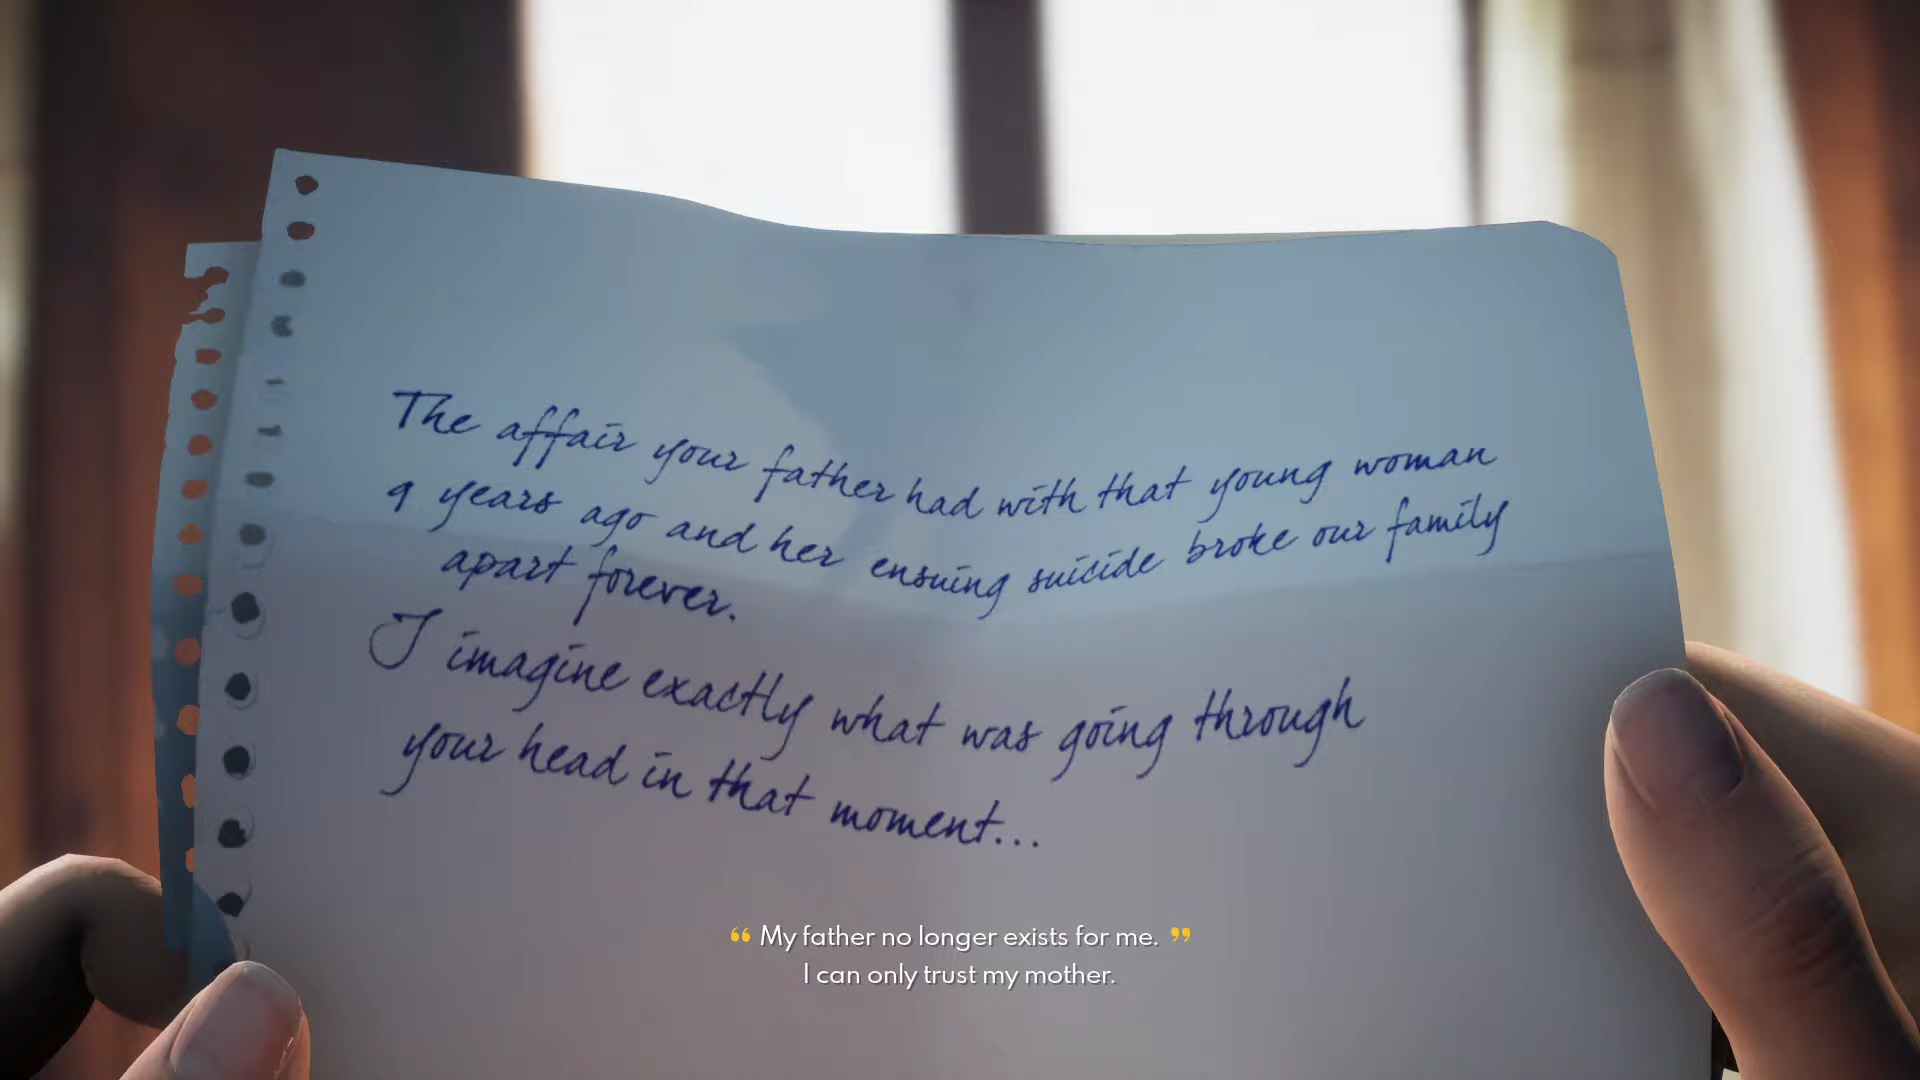 The affair your father had with that young woman
9 years ago and her ensuing suicide broke our family
apart forever.
I imagine exactly what was going through
your head in that moment...
“ My father no longer exists for me. ”
I can only trust my mother.